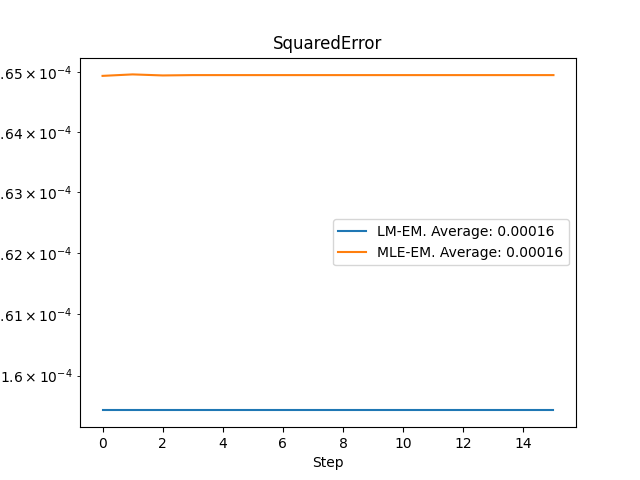 SquaredError
.65 × 10⁻⁴
.64 × 10⁻⁴
.63 × 10⁻⁴
.62 × 10⁻⁴
.61 × 10⁻⁴
1.6 × 10⁻⁴
LM-EM. Average: 0.00016
MLE-EM. Average: 0.00016
0 2 4 6 8 10 12 14
Step